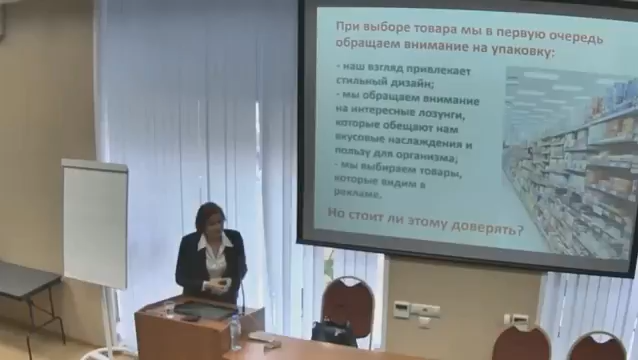 При выборе товара мы в первую очередь
обращаем внимание на упаковку:
- наш взгляд привлекает
стильный дизайн;
- мы обращаем внимание
на интересные лозунги,
которые обещают нам
вкусовые наслаждения и
пользу для организма;
- мы выбираем товары,
которые видим в
рекламе.
Но стоит ли этому доверять?